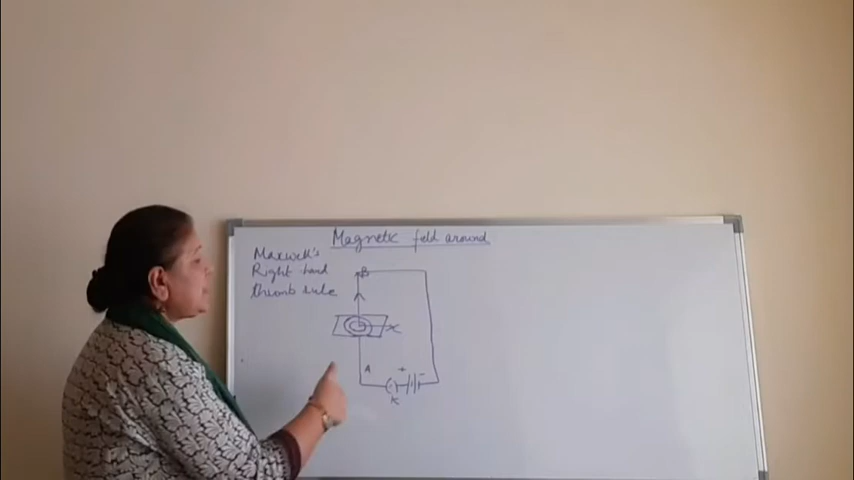 Magnetic field around
Maxwell's
Right hand
thumb rule
B
X
A
+ -
K